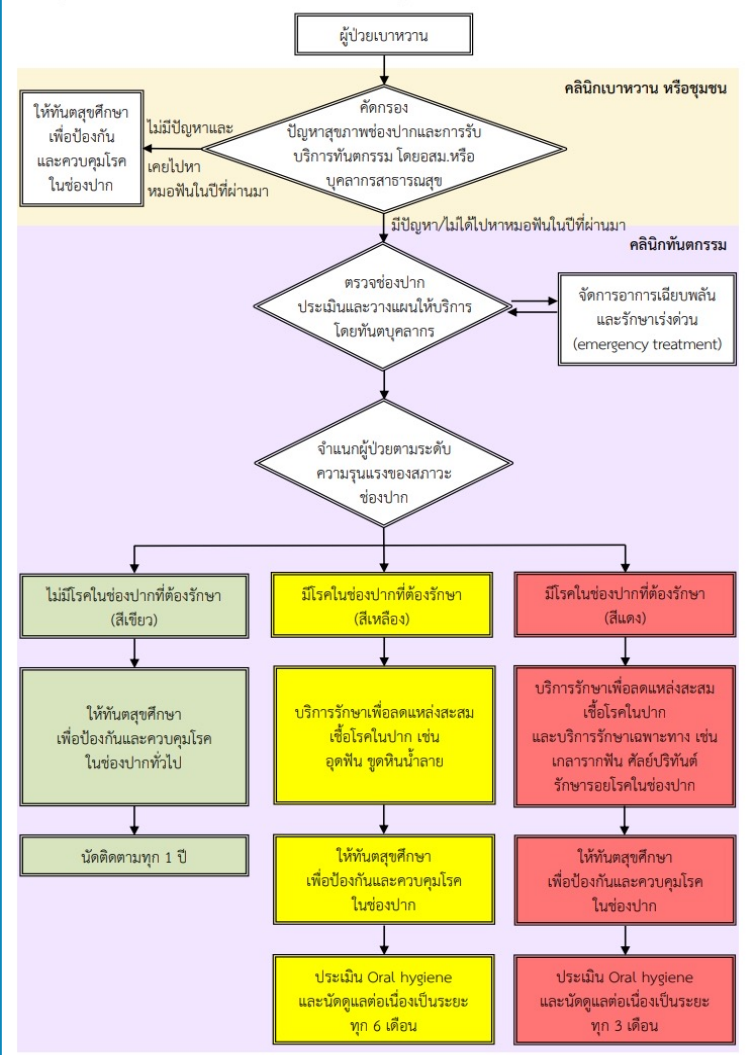 ผู้ป่วยเบาหวาน
คลินิกเบาหวาน หรือชุมชน
คัดกรอง
ปัญหาสุขภาพช่องปากและการรับ
บริการทันตกรรม โดยอสม.หรือ
บุคลากรสาธารณสุข
ไม่มีปัญหาและ
เคยไปหา
หมอฟันในปีที่ผ่านมา
ให้ทันตสุขศึกษา
เพื่อป้องกัน
และควบคุมโรค
ในช่องปาก
มีปัญหา/ไม่ได้ไปหาหมอฟันในปีที่ผ่านมา
คลินิกทันตกรรม
ตรวจช่องปาก
ประเมินและวางแผนให้บริการ
โดยทันตบุคลากร
จัดการอาการเฉียบพลัน
และรักษาเร่งด่วน
(emergency treatment)
จำแนกผู้ป่วยตามระดับ
ความรุนแรงของสภาวะ
ช่องปาก
ไม่มีโรคในช่องปากที่ต้องรักษา
(สีเขียว)
ให้ทันตสุขศึกษา
เพื่อป้องกันและควบคุมโรค
ในช่องปากทั่วไป
นัดติดตามทุก 1 ปี
มีโรคในช่องปากที่ต้องรักษา
(สีเหลือง)
บริการรักษาเพื่อลดแหล่งสะสม
เชื้อโรคในปาก เช่น
อุดฟัน ขูดหินน้ำลาย
ให้ทันตสุขศึกษา
เพื่อป้องกันและควบคุมโรค
ในช่องปาก
ประเมิน Oral hygiene
และนัดดูแลต่อเนื่องเป็นระยะ
ทุก 6 เดือน
มีโรคในช่องปากที่ต้องรักษา
(สีแดง)
บริการรักษาเพื่อลดแหล่งสะสม
เชื้อโรคในปาก
และบริการรักษาเฉพาะทาง เช่น
เกลารากฟัน ศัลย์ปริทันต์
รักษารอยโรคในช่องปาก
ให้ทันตสุขศึกษา
เพื่อป้องกันและควบคุมโรค
ในช่องปาก
ประเมิน Oral hygiene
และนัดดูแลต่อเนื่องเป็นระยะ
ทุก 3 เดือน